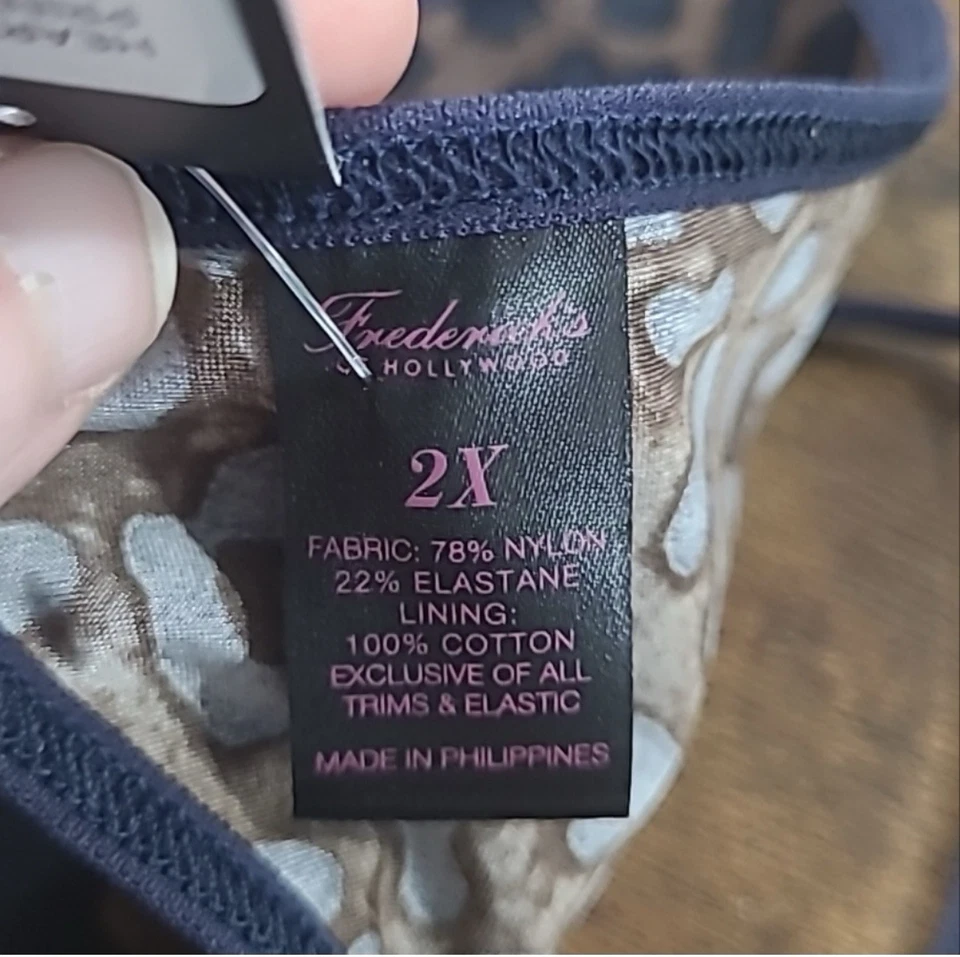 Frederick's
OF HOLLYWOOD
2X
FABRIC: 78% NYLON
22% ELASTANE
LINING:
100% COTTON
EXCLUSIVE OF ALL
TRIMS & ELASTIC
MADE IN PHILIPPINES